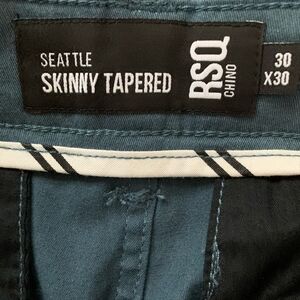 SEATTLE
SKINNY TAPERED
RSQ
CHINO
30
X30